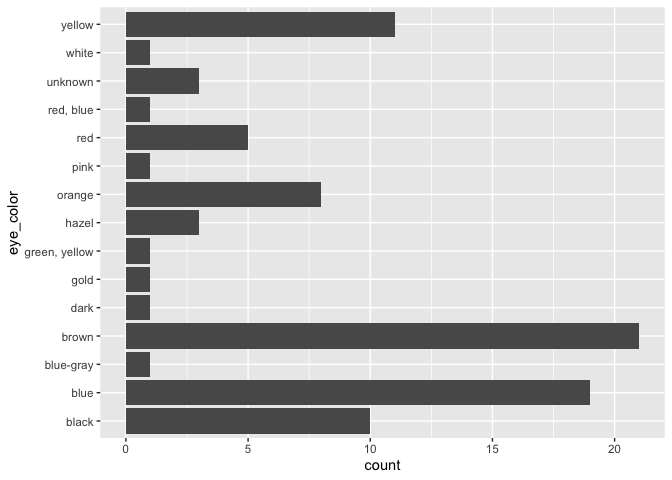 yellow
white
unknown
red, blue
red
pink
orange
hazel
green, yellow
gold
dark
brown
blue-gray
blue
black
eye_color
0 5 10 15 20
count